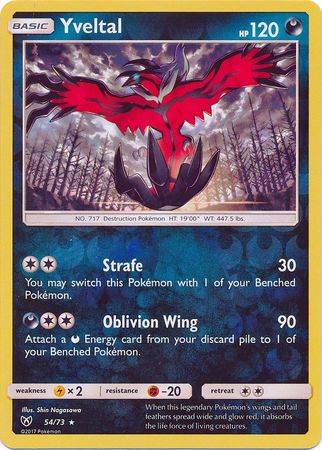 BASIC Yveltal HP 120
NO. 717 Destruction Pokémon HT: 19'00" WT: 447.5 lbs.
Strafe 30
You may switch this Pokémon with 1 of your Benched
Pokémon.
Oblivion Wing 90
Attach a Energy card from your discard pile to 1 of
your Benched Pokémon.
weakness ×2 resistance -20 retreat
Illus. Shin Nagasawa
54/73
©2017 Pokémon
When this legendary Pokémon's wings and tail
feathers spread wide and glow red, it absorbs
the life force of living creatures.